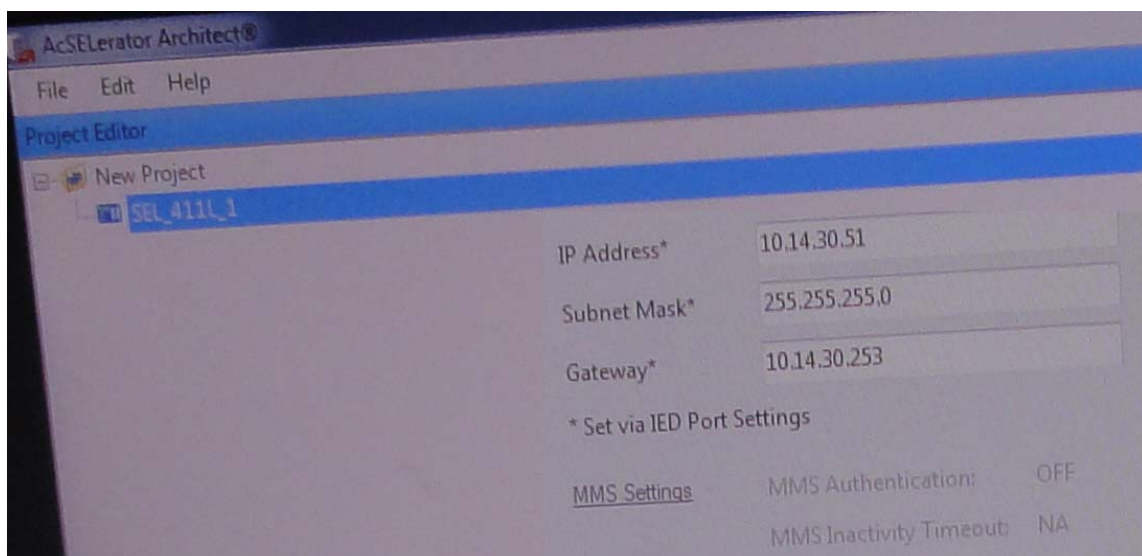 AcSELerator Architect®
File Edit Help
Project Editor
New Project
SEL_411L_1
IP Address* 10.14.30.51
Subnet Mask* 255.255.255.0
Gateway* 10.14.30.253
* Set via IED Port Settings
MMS Settings MMS Authentication: OFF
MMS Inactivity Timeout: NA